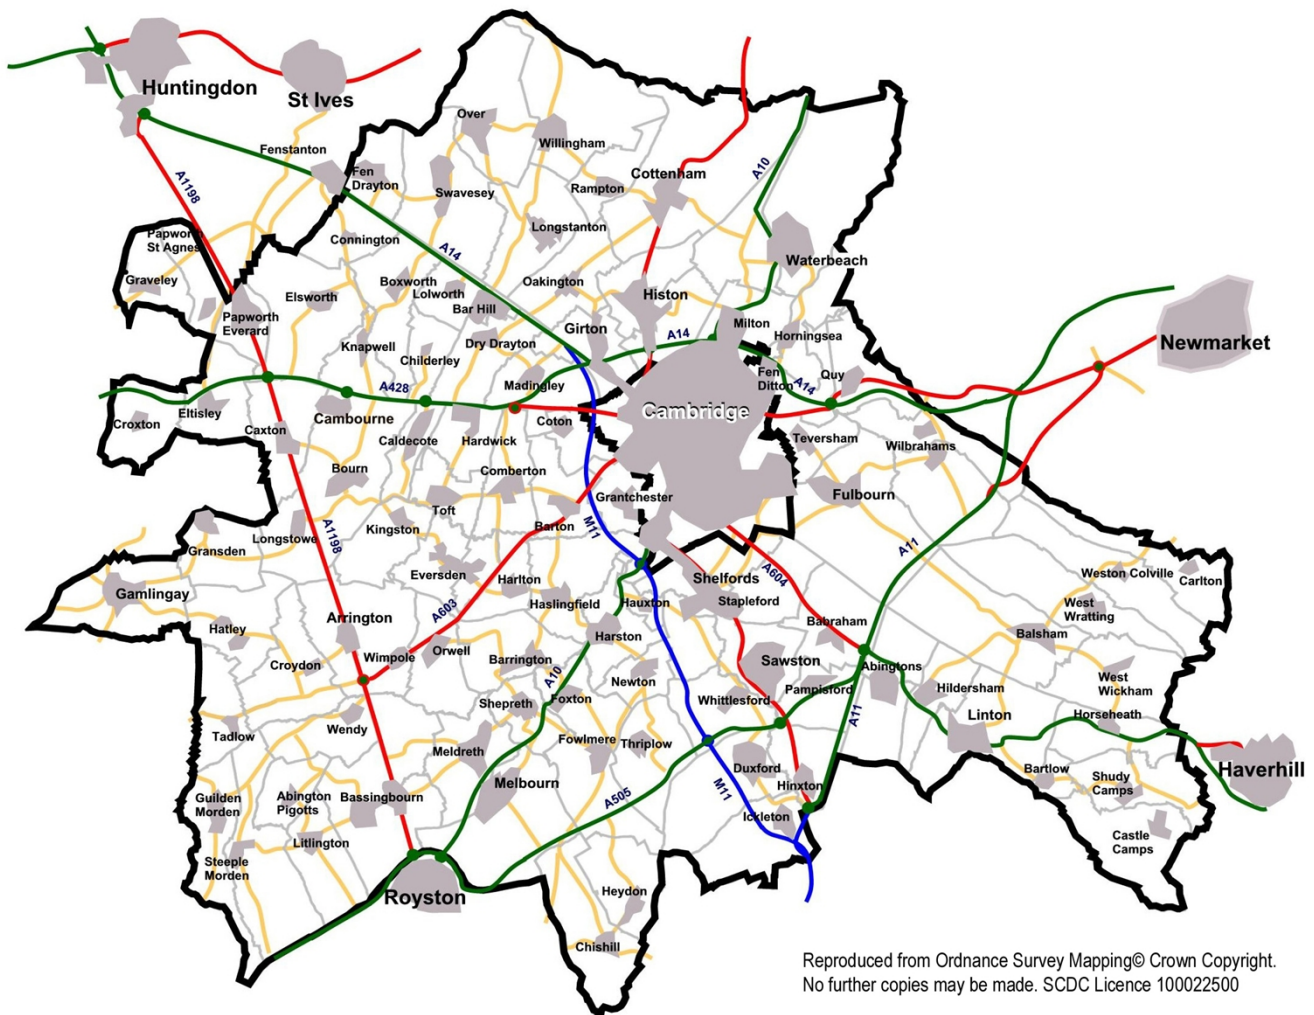 Huntingdon
St Ives
Over
Willingham
Fenstanton
Fen
Drayton
A1198
Swavesey
Rampton
Cottenham
A10
Longstanton
Papworth
St Agnes
Connington
A14
Waterbeach
Graveley
Elsworth
Boxworth
Lolworth
Oakington
Bar Hill
Histon
Papworth
Everard
Girton
A14
Milton
Horningsea
Newmarket
Knapwell
Childerley
Dry Drayton
Madingley
Fen
Ditton
A14
Quy
A428
Eltisley
Croxton
Caxton
Cambourne
Caldecote
Hardwick
Coton
Cambridge
Teversham
Wilbrahams
Bourn
Comberton
Grantchester
Fulbourn
Toft
Kingston
Barton
M11
Longstowe
A1198
Gransden
A11
Gamlingay
Eversden
Harlton
Haslingfield
Hauxton
Shelfords
A604
Stapleford
Weston Colville
Carlton
West
Wratting
A603
Arrington
Hatley
Harston
Babraham
Balsham
Croydon
Wimpole
Orwell
Barrington
Newton
Sawston
Abingtons
Pampisford
Hildersham
West
Wickham
A10
Foxton
Shepreth
Whittlesford
Linton
Horseheath
A11
Tadlow
Wendy
Meldreth
Fowlmere
Thriplow
Duxford
Hinxton
Bartlow
Shudy
Camps
Haverhill
Guilden
Morden
Abington
Pigotts
Bassingbourn
Melbourn
A505
M11
Ickleton
Litlington
Castle
Camps
Steeple
Morden
Royston
Heydon
Chishill
Reproduced from Ordnance Survey Mapping© Crown Copyright.
No further copies may be made. SCDC Licence 100022500